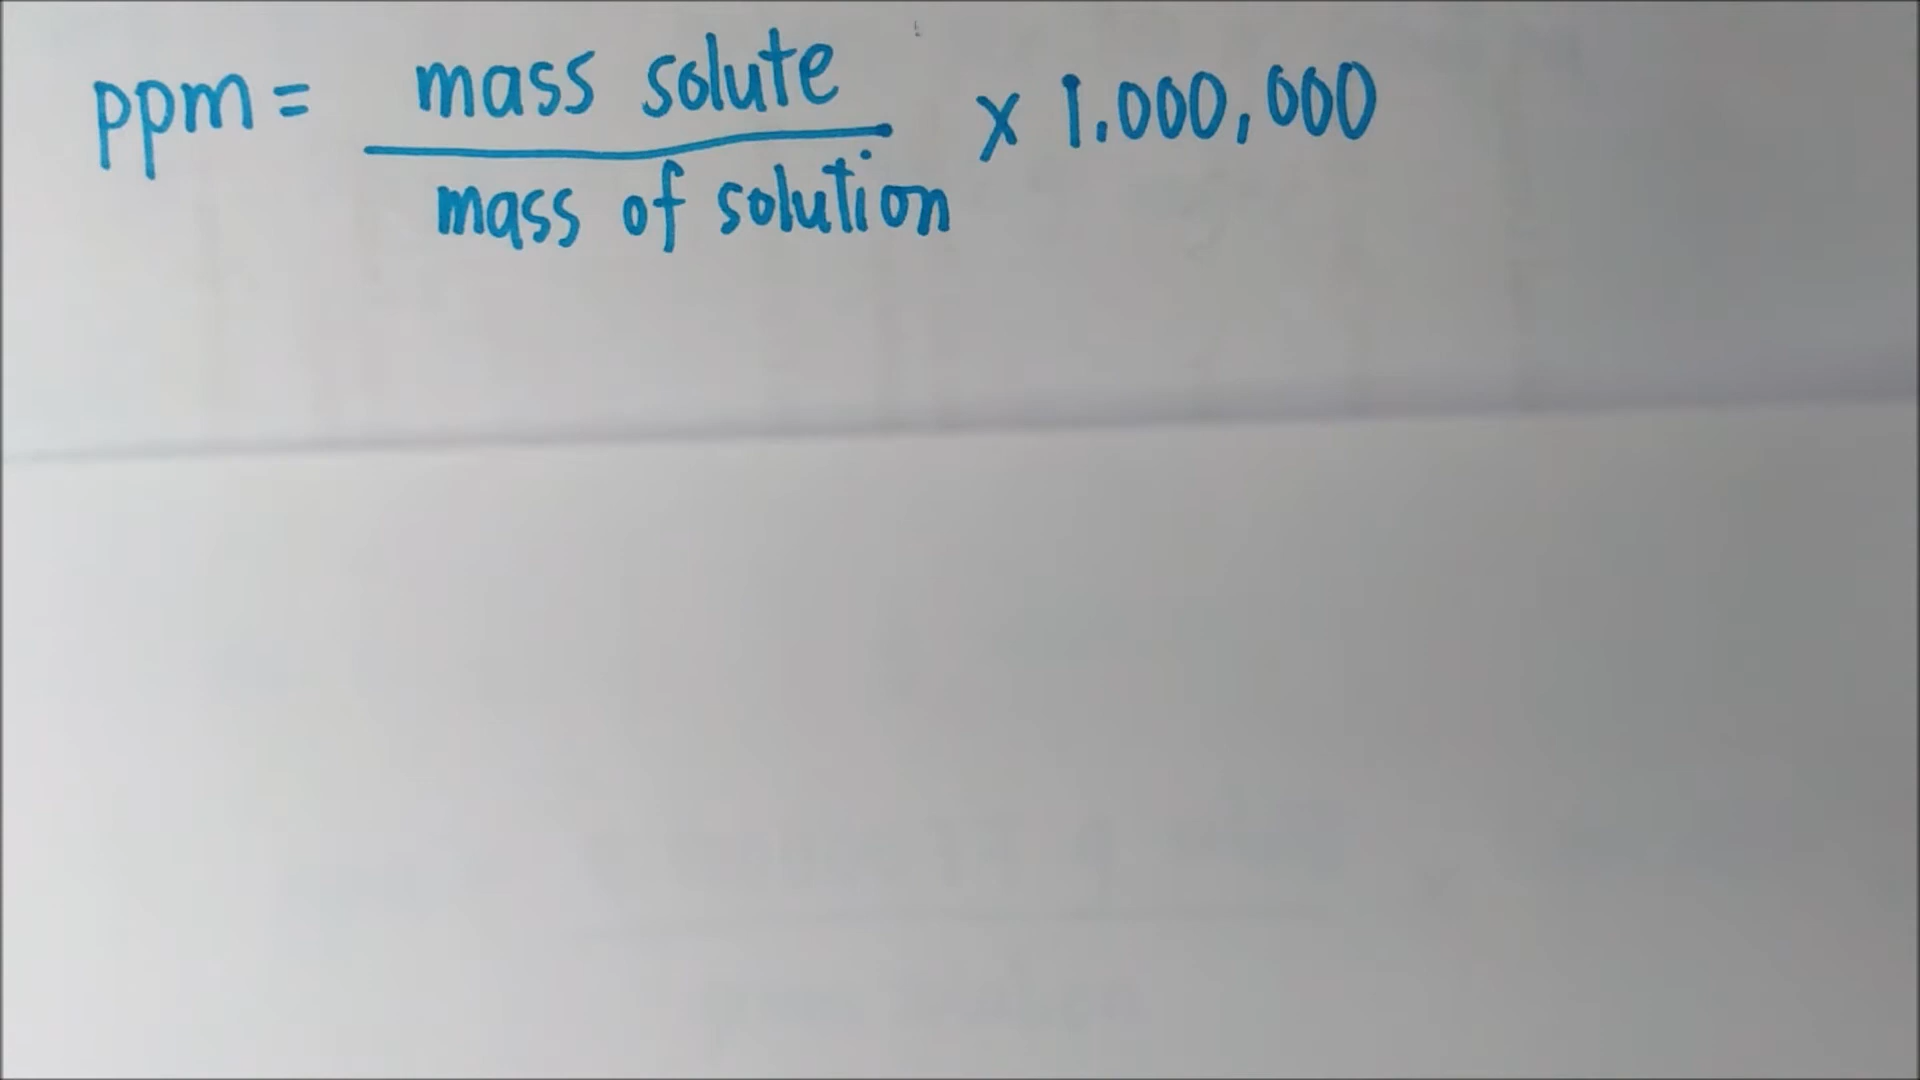 ppm = mass solute
mass of solution
x 1.000,000